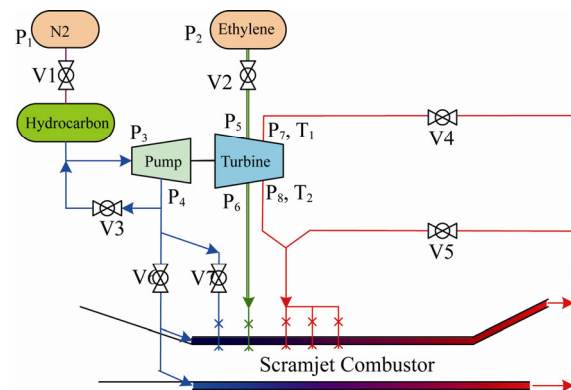 P1
N2
P2
Ethylene
V1
V2
Hydrocarbon
P3
P5
P7, T1
V4
Pump
Turbine
P4
P6
P8, T2
V3
V5
V6
V7
Scramjet Combustor